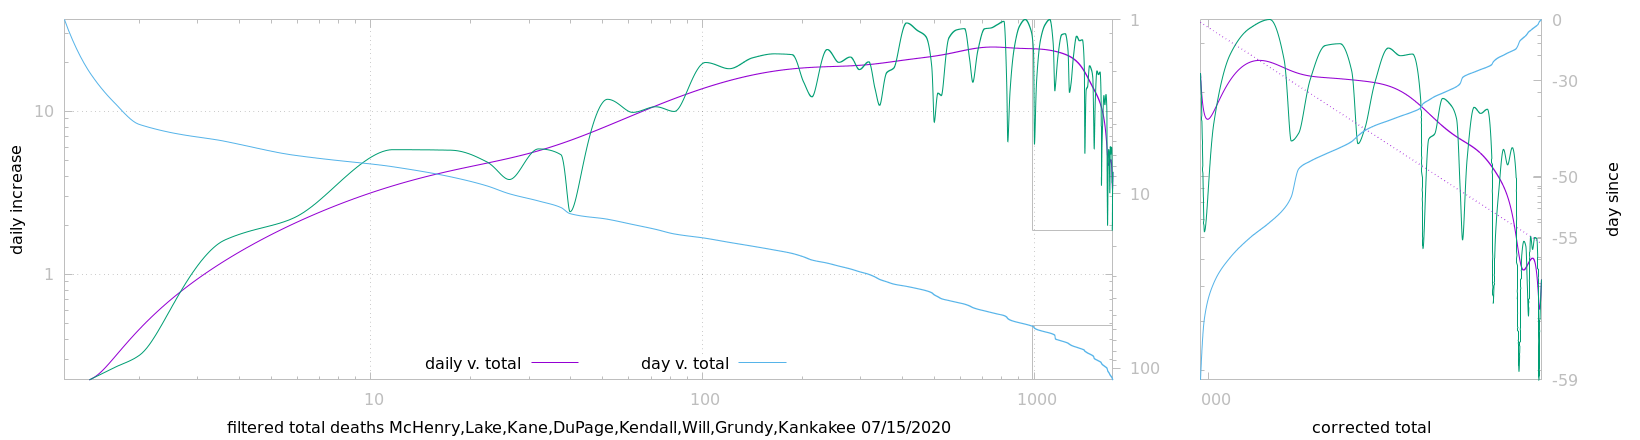 daily increase
10
1
daily v. total
day v. total
1
10
100
10
100
1000
filtered total deaths McHenry,Lake,Kane,DuPage,Kendall,Will,Grundy,Kankakee 07/15/2020
0
-30
-50
-55
-59
day since
000
corrected total